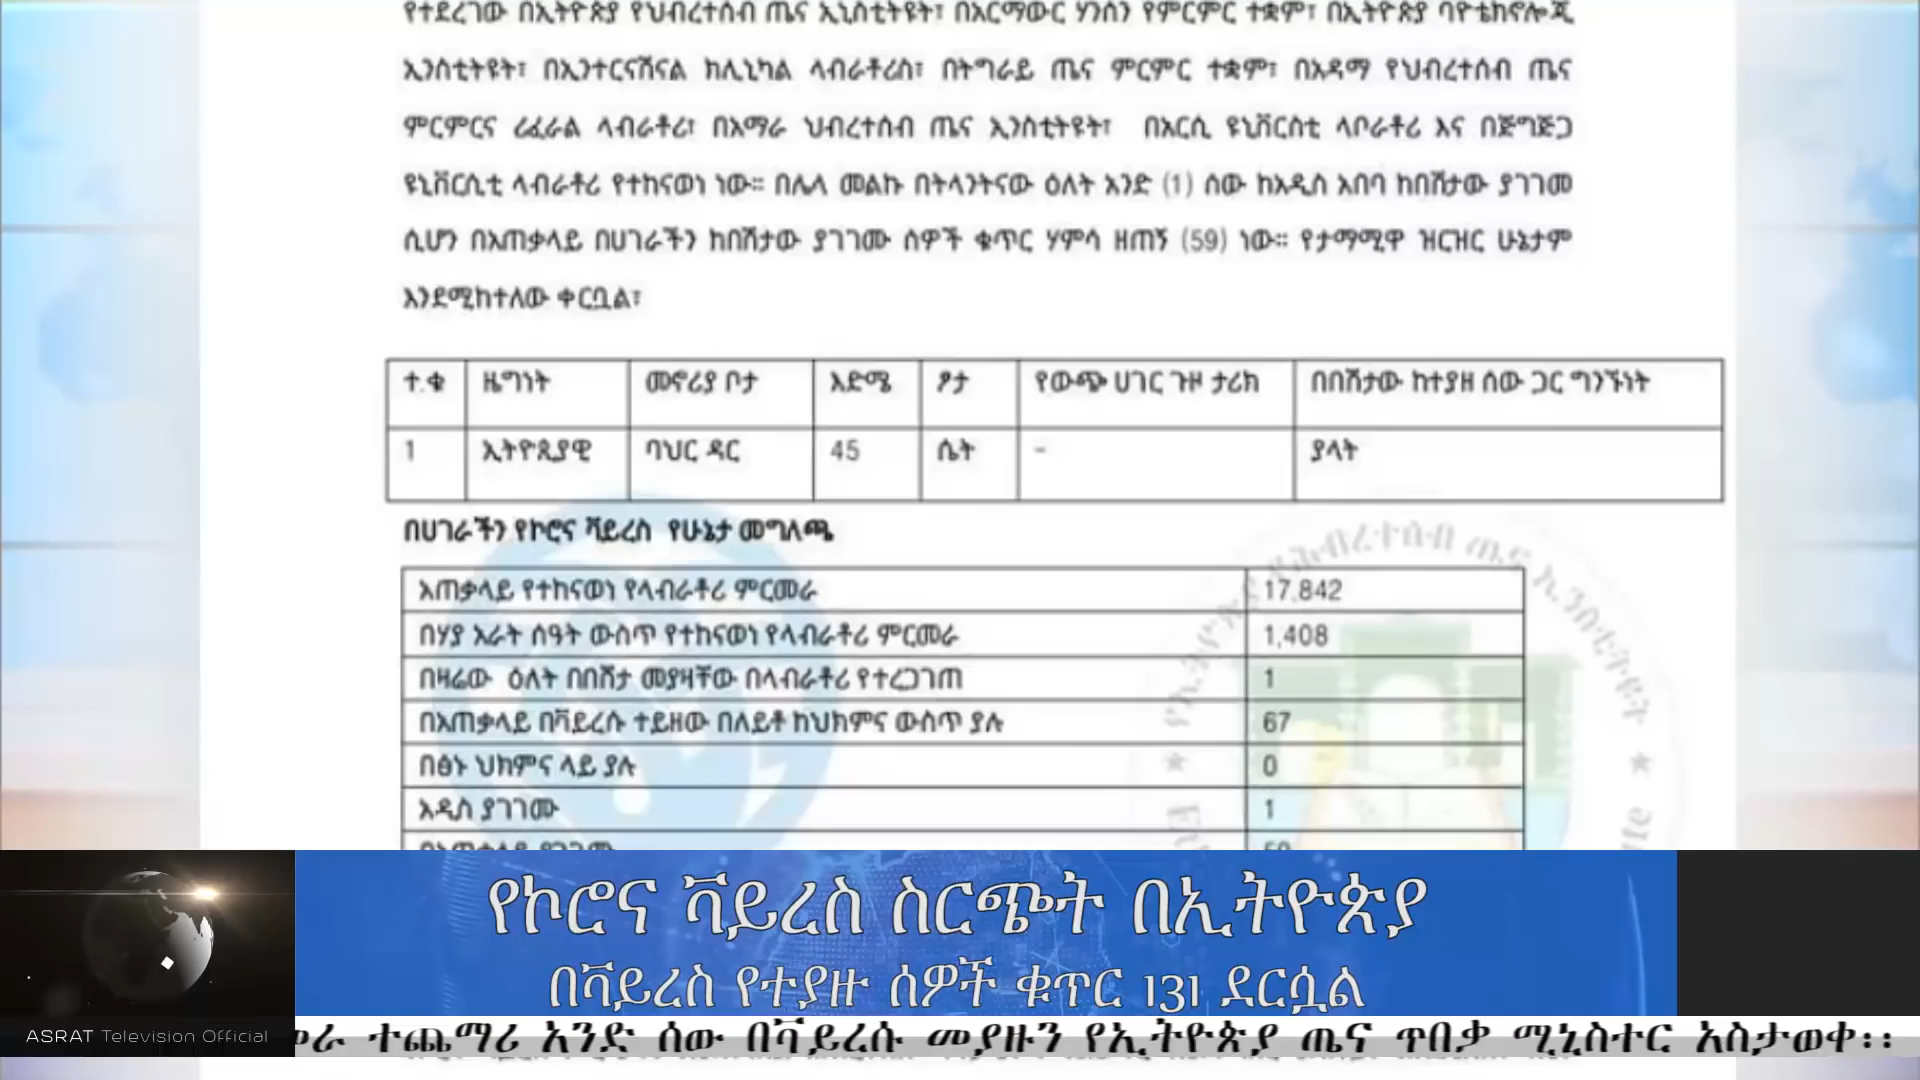 የተደረገው በኢትዮጵያ የህብረተሰብ ጤና ኢኒስቲትዩት፣ በአርማውር ሃንሰን የምርምር ተቋም፣ በኢትዮጵያ ባዮቴክኖሎጂ
ኢንስቲትዩት፣ በኢንተርናሽናል ክሊኒካል ላብራቶሪስ፣ በትግራይ ጤና ምርምር ተቋም፣ በአዳማ የህብረተሰብ ጤና
ምርምርና ሪፈራል ላብራቶሪ፣ በአማራ ህብረተሰብ ጤና ኢንስቲትዩት፣ በአርሲ ዩኒቨርስቲ ላቦራቶሪ እና በጅግጅጋ
ዩኒቨርሲቲ ላብራቶሪ የተከናወነ ነው፡፡ በሌላ መልኩ በትላንትናው ዕለት አንድ (1) ሰው ከአዲስ አበባ ከበሽታው ያገገመ
ሲሆን በአጠቃላይ በሀገራችን ከበሽታው ያገገሙ ሰዎች ቁጥር ሃምሳ ዘጠኝ (59) ነው፡፡ የታማሚዋ ዝርዝር ሁኔታም
እንደሚከተለው ቀርቧል፣
ተ.ቁ ዜግነት መኖሪያ ቦታ እድሜ ፆታ የውጭ ሀገር ጉዞ ታሪክ በበሽታው ከተያዘ ሰው ጋር ግንኙነት
1 ኢትዮጲያዊ ባህር ዳር 45 ሴት - ያላት
በሀገራችን የኮሮና ቫይረስ የሁኔታ መግለጫ
አጠቃላይ የተከናወነ የላብራቶሪ ምርመራ 17,842
በሃያ አራት ሰዓት ውስጥ የተከናወነ የላብራቶሪ ምርመራ 1,408
በዛሬው ዕለት በበሽታ መያዛቸው በላብራቶሪ የተረጋገጠ 1
በአጠቃላይ በቫይረሱ ተይዘው በለይቶ ከህክምና ውስጥ ያሉ 67
በፅኑ ህክምና ላይ ያሉ 0
አዲስ ያገገሙ 1
የኮሮና ቫይረስ ስርጭት በኢትዮጵያ
በቫይረስ የተያዙ ሰዎች ቁጥር 131 ደርሷል
ASRAT Television Official
ተጨማሪ አንድ ሰው በቫይረሱ መያዙን የኢትዮጵያ ጤና ጥበቃ ሚኒስተር አስታወቀ፡፡